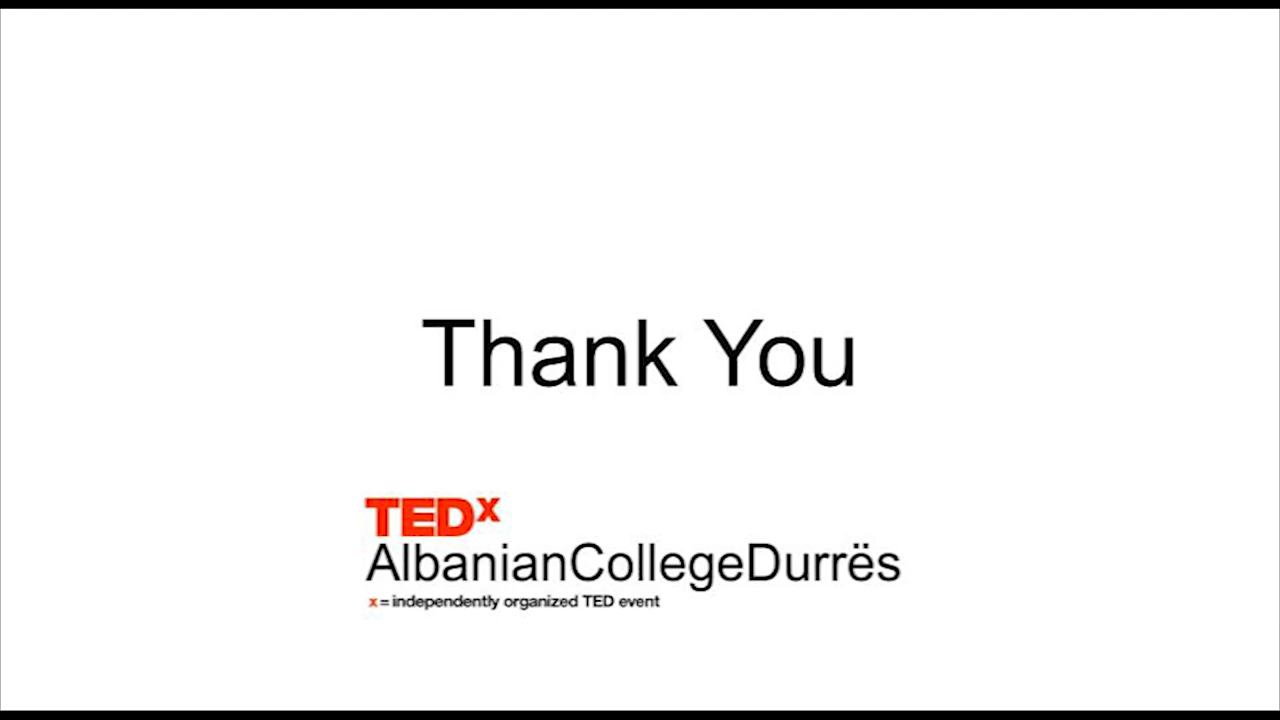 Thank You
TEDx
AlbanianCollegeDurrës
x = independently organized TED event